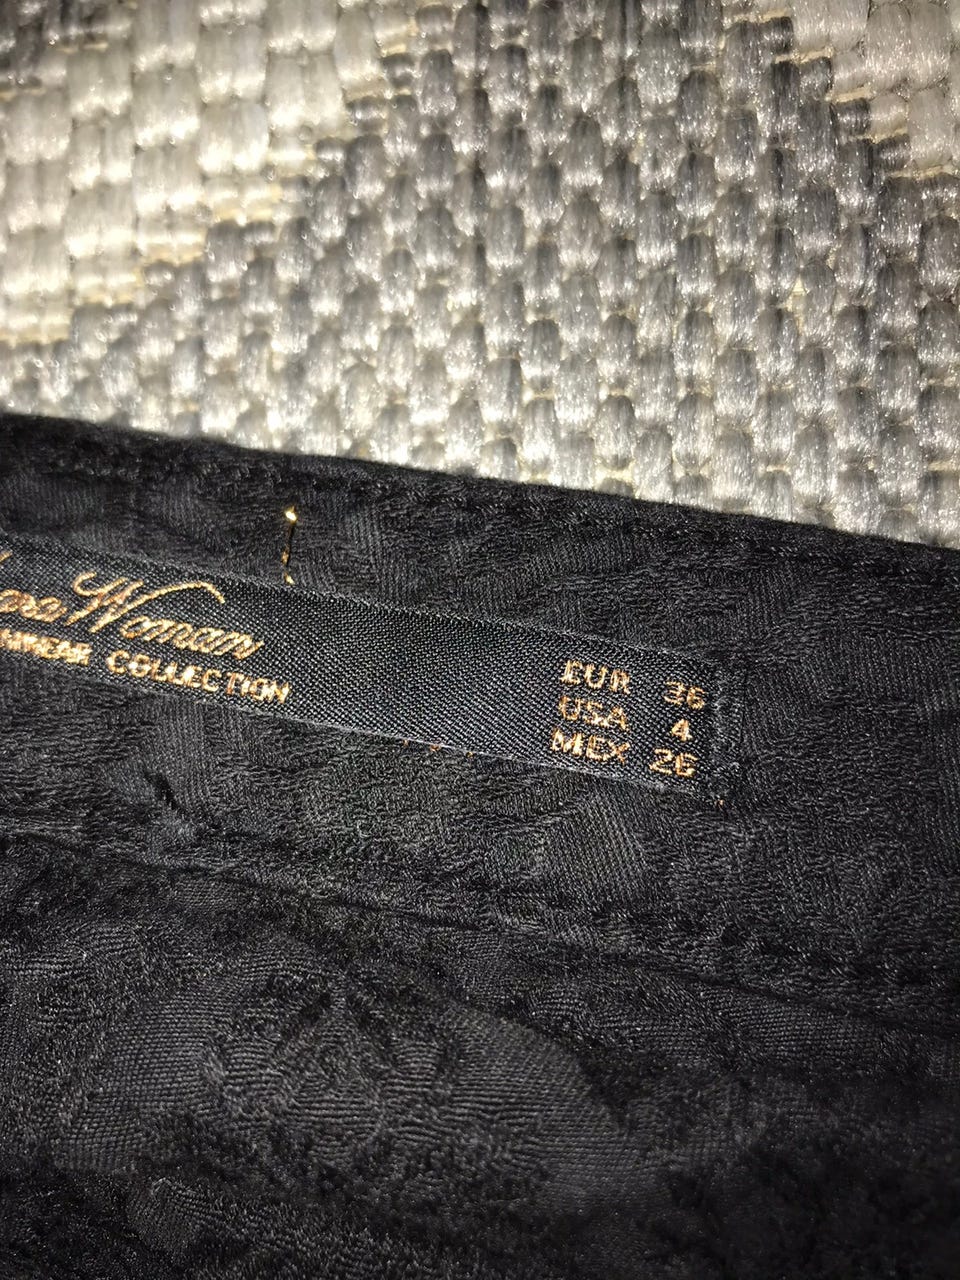 Woman
COLLECTION
EUR 36
USA 4
MEX 26